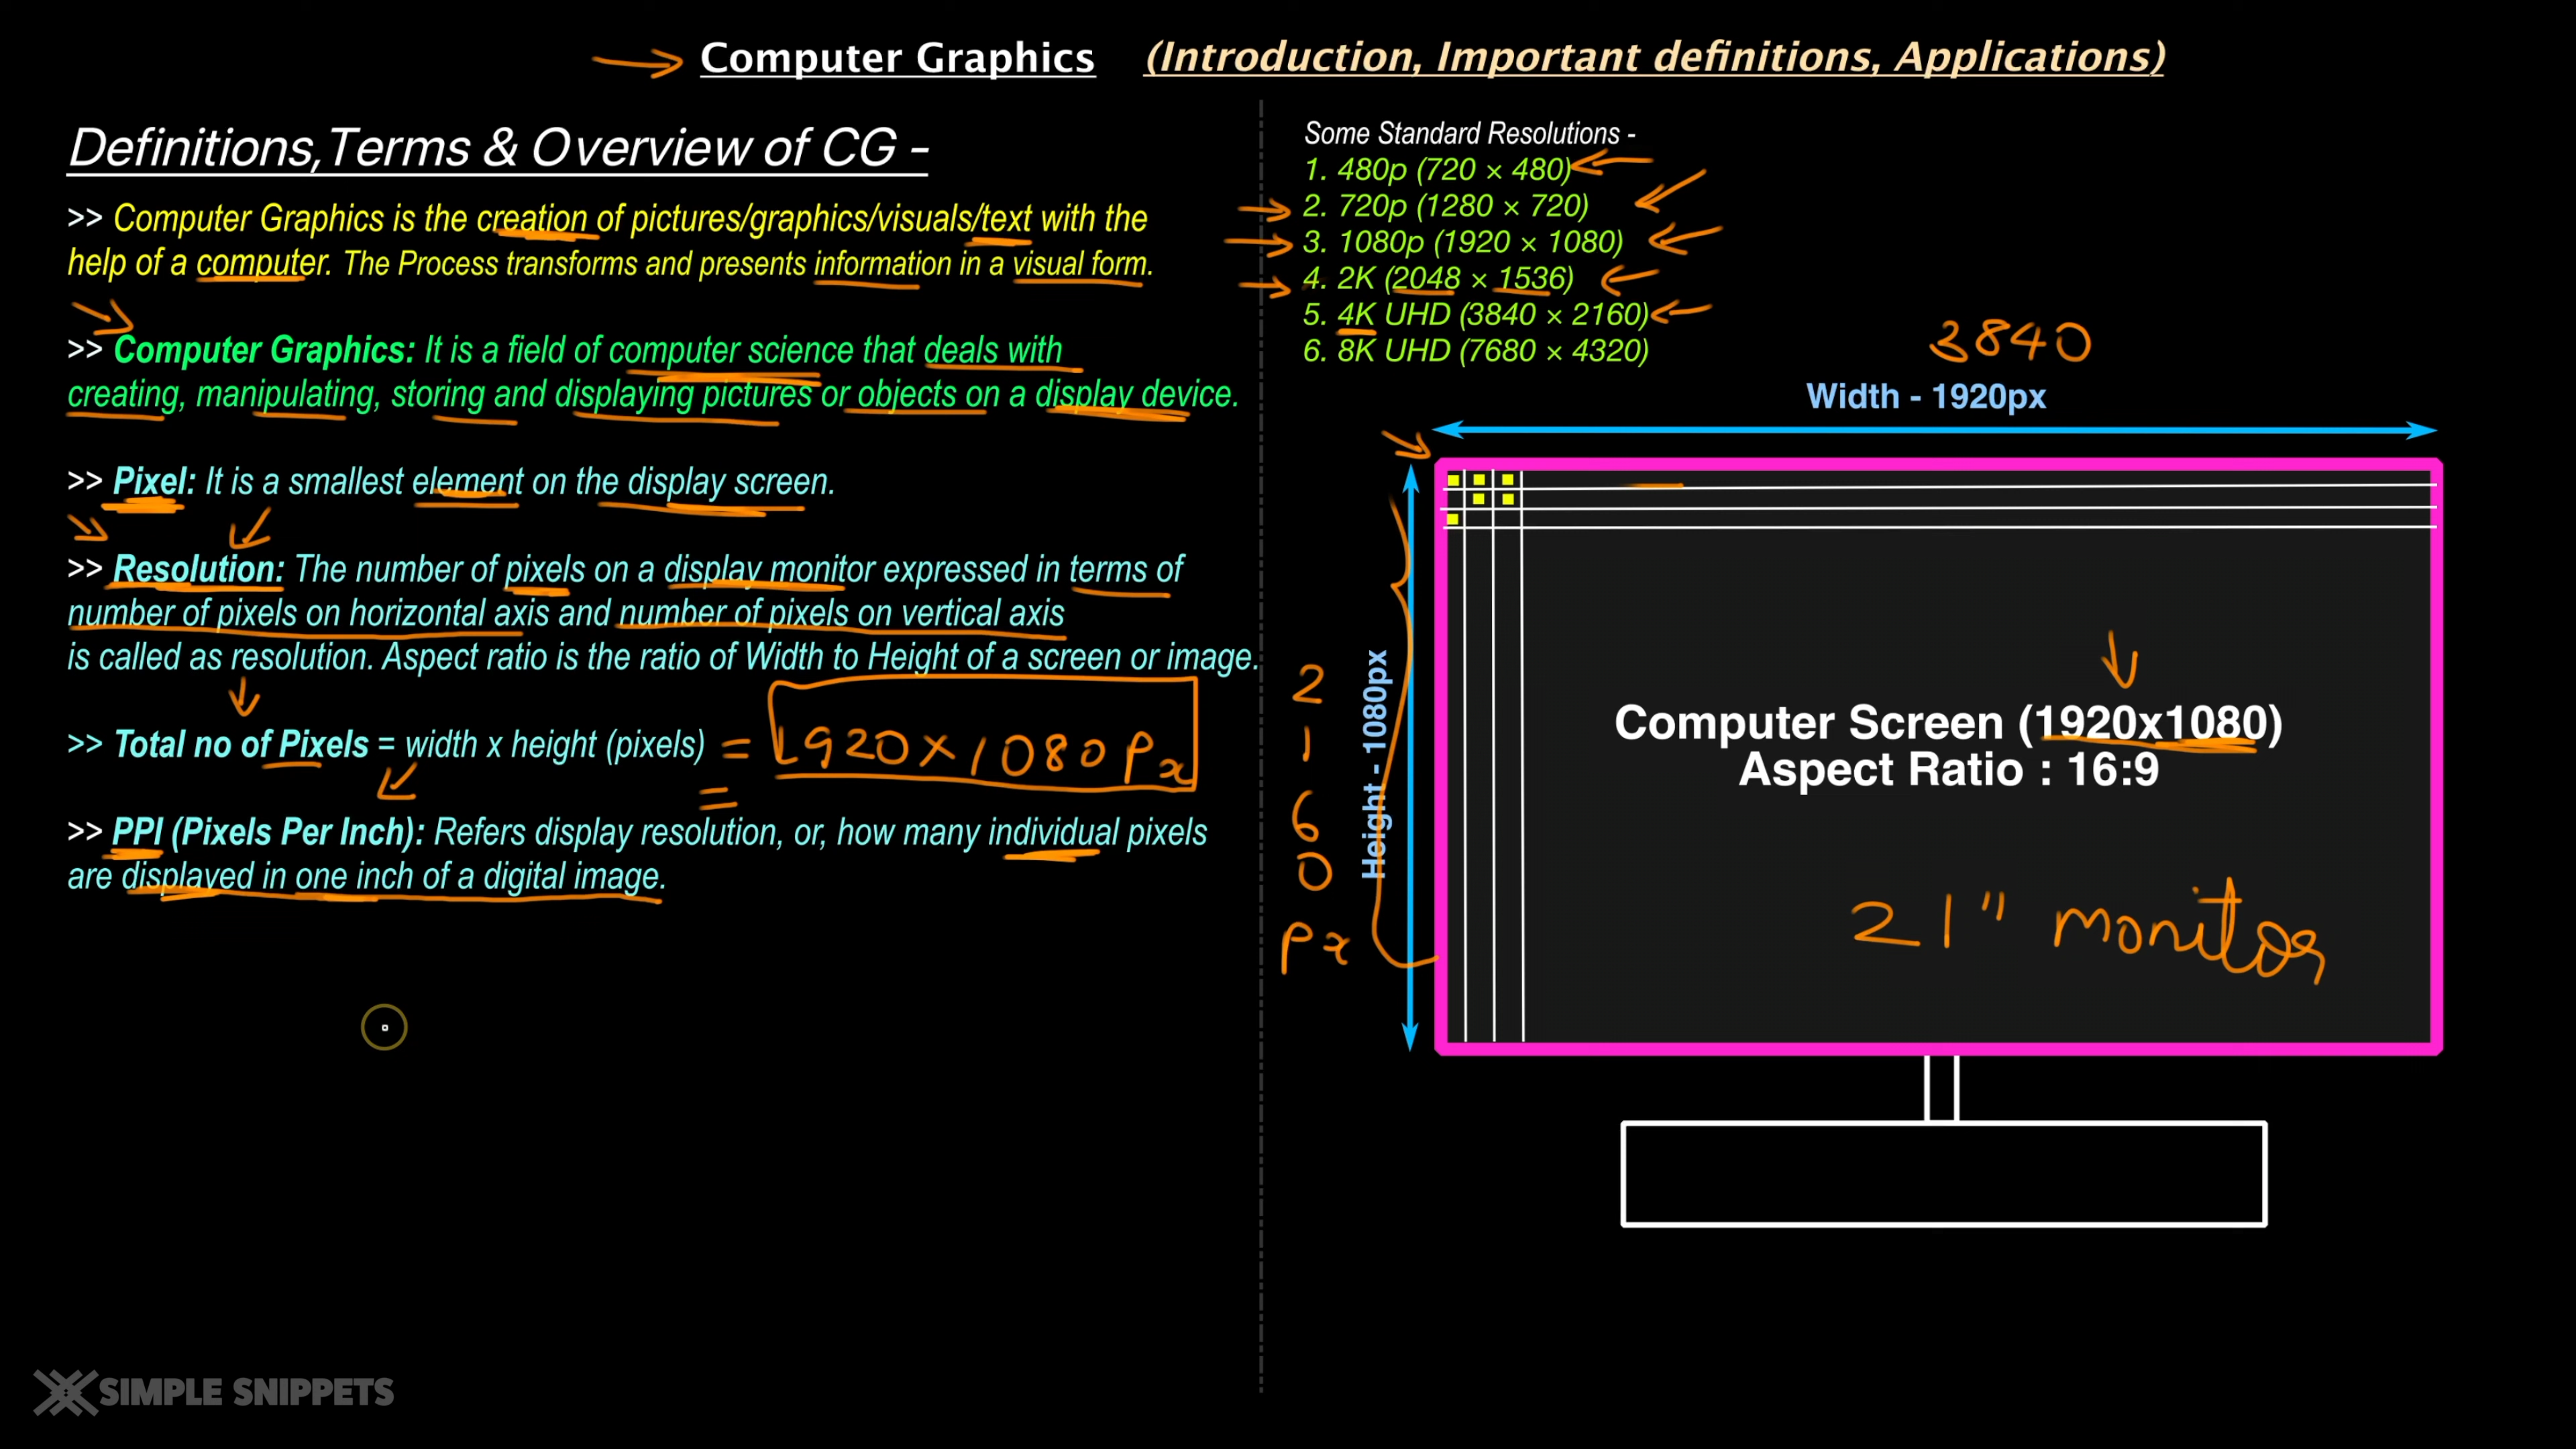 Computer Graphics (Introduction, Important definitions, Applications)
Definitions,Terms & Overview of CG -
>> Computer Graphics is the creation of pictures/graphics/visuals/text with the
help of a computer. The Process transforms and presents information in a visual form.
>> Computer Graphics: It is a field of computer science that deals with
creating, manipulating, storing and displaying pictures or objects on a display device.
>> Pixel: It is a smallest element on the display screen.
>> Resolution: The number of pixels on a display monitor expressed in terms of
number of pixels on horizontal axis and number of pixels on vertical axis
is called as resolution. Aspect ratio is the ratio of Width to Height of a screen or image.
>> Total no of Pixels = width x height (pixels) = 1920 x 1080 px
=
>> PPI (Pixels Per Inch): Refers display resolution, or, how many individual pixels
are displayed in one inch of a digital image.
Some Standard Resolutions -
1. 480p (720 × 480)
2. 720p (1280 × 720)
3. 1080p (1920 × 1080)
4. 2K (2048 × 1536)
5. 4K UHD (3840 × 2160)
6. 8K UHD (7680 × 4320)
3840
Width - 1920px
2
1
6
0
px
Height - 1080px
Computer Screen (1920x1080)
Aspect Ratio : 16:9
21" monitor
SIMPLE SNIPPETS